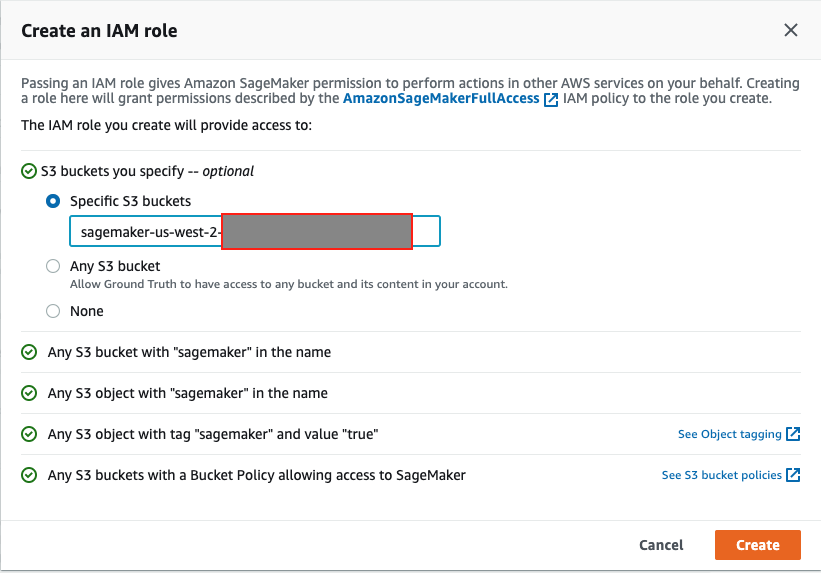 Create an IAM role
Passing an IAM role gives Amazon SageMaker permission to perform actions in other AWS services on your behalf. Creating
a role here will grant permissions described by the AmazonSageMakerFullAccess IAM policy to the role you create.
The IAM role you create will provide access to:
S3 buckets you specify -- optional
Specific S3 buckets
sagemaker-us-west-2-
Any S3 bucket
Allow Ground Truth to have access to any bucket and its content in your account.
None
Any S3 bucket with "sagemaker" in the name
Any S3 object with "sagemaker" in the name
Any S3 object with tag "sagemaker" and value "true" See Object tagging
Any S3 buckets with a Bucket Policy allowing access to SageMaker See S3 bucket policies
Cancel Create